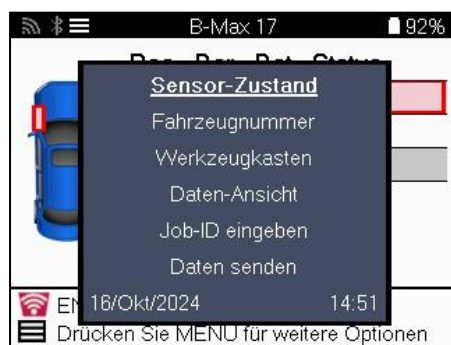 B-Max 17 92%
Sensor-Zustand
Fahrzeugnummer
Werkzeugkasten
Daten-Ansicht
Job-ID eingeben
Daten senden
16/Okt/2024 14:51
Drücken Sie MENU für weitere Optionen